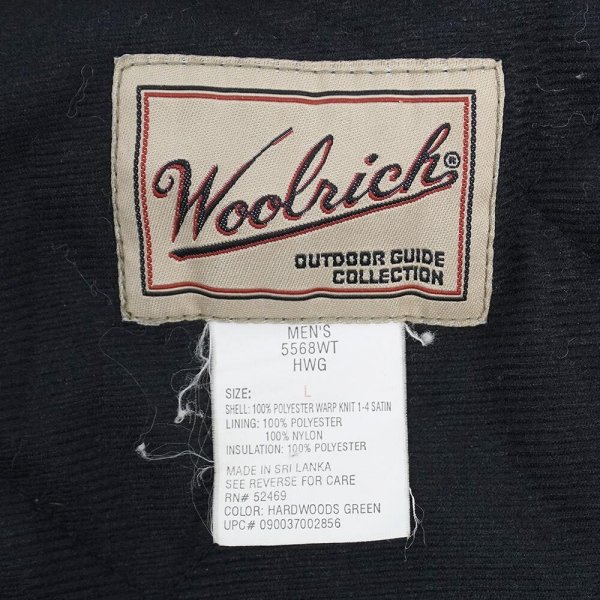 Woolrich®
OUTDOOR GUIDE
COLLECTION
MEN'S
5568WT
HWG
SIZE: L
SHELL: 100% POLYESTER WARP KNIT 1-4 SATIN
LINING: 100% POLYESTER
100% NYLON
INSULATION: 100% POLYESTER
MADE IN SRI LANKA
SEE REVERSE FOR CARE
RN# 52469
COLOR: HARDWOODS GREEN
UPC# 090037002856